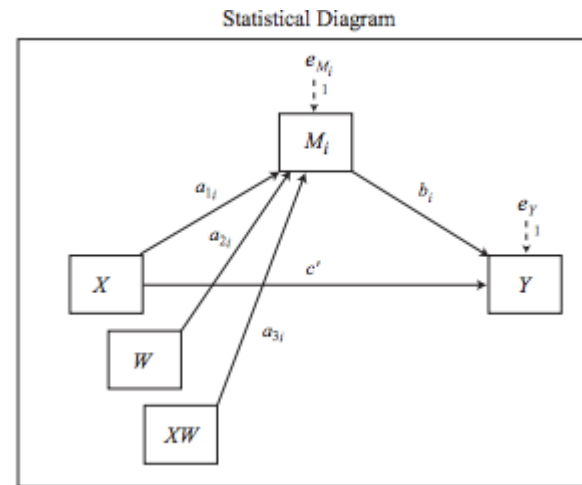 Statistical Diagram
e_{M_i}
1
M_i
a_{1i}
b_i
e_Y
1
a_{2i}
X
c'
Y
a_{3i}
W
XW